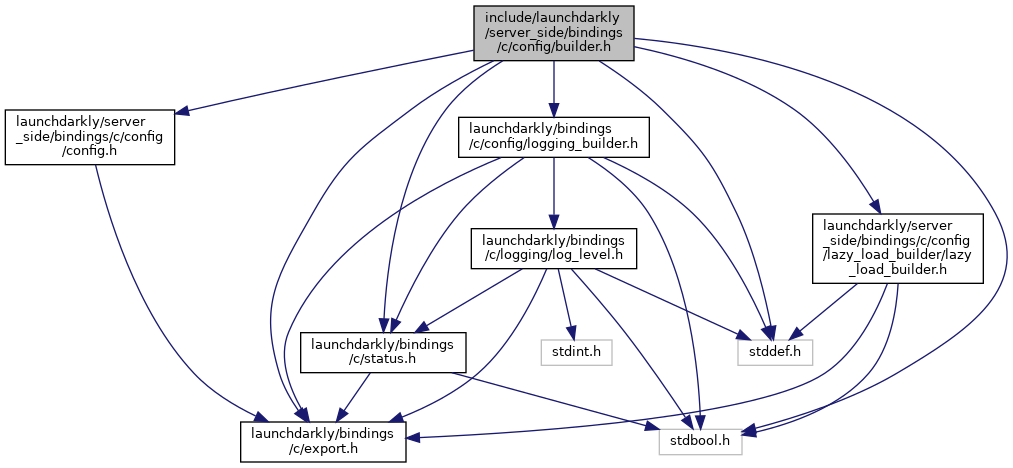 include/launchdarkly
/server_side/bindings
/c/config/builder.h
launchdarkly/server
_side/bindings/c/config
/config.h
launchdarkly/bindings
/c/config/logging_builder.h
launchdarkly/server
_side/bindings/c/config
/lazy_load_builder/lazy
_load_builder.h
launchdarkly/bindings
/c/logging/log_level.h
launchdarkly/bindings
/c/status.h
stdint.h
stddef.h
launchdarkly/bindings
/c/export.h
stdbool.h